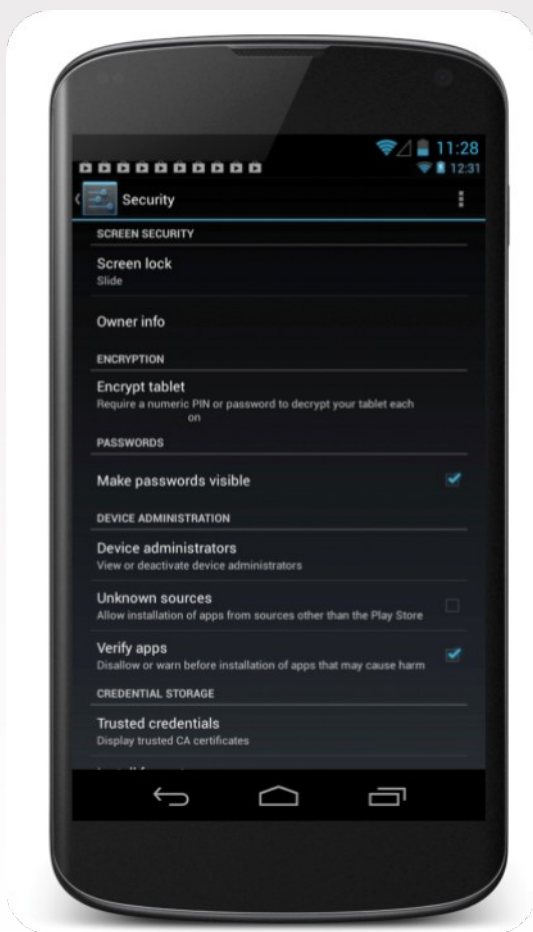 11:28
12:31
Security
SCREEN SECURITY
Screen lock
Slide
Owner info
ENCRYPTION
Encrypt tablet
Require a numeric PIN or password to decrypt your tablet each
on
PASSWORDS
Make passwords visible
DEVICE ADMINISTRATION
Device administrators
View or deactivate device administrators
Unknown sources
Allow installation of apps from sources other than the Play Store
Verify apps
Disallow or warn before installation of apps that may cause harm
CREDENTIAL STORAGE
Trusted credentials
Display trusted CA certificates